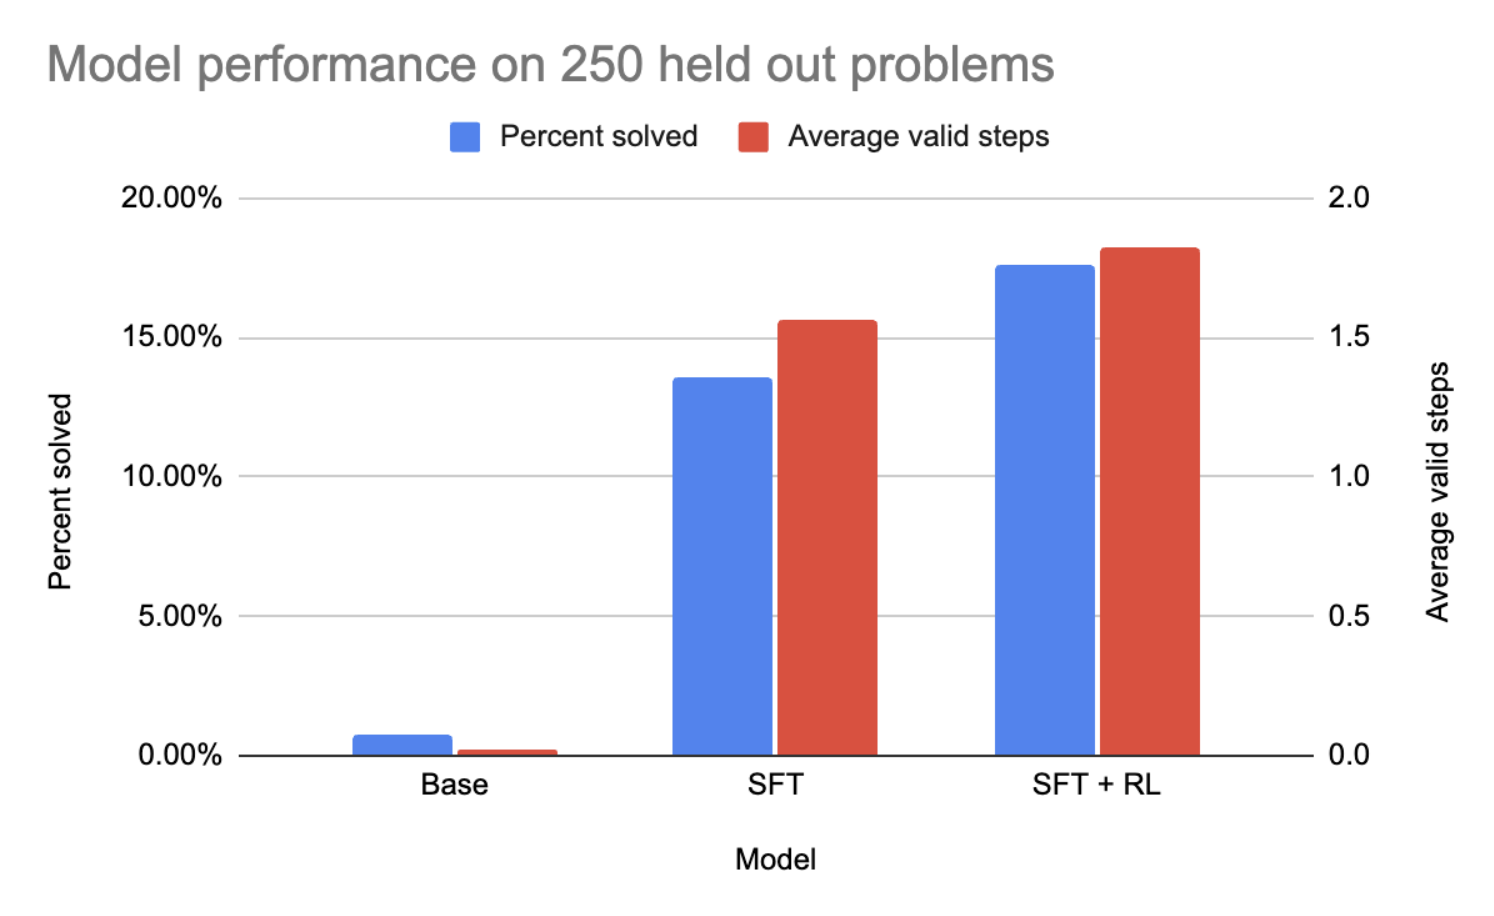 Model performance on 250 held out problems
Percent solved
Average valid steps
20.00%
2.0
15.00%
1.5
10.00%
1.0
5.00%
0.5
0.00%
0.0
Percent solved
Average valid steps
Base
SFT
SFT + RL
Model